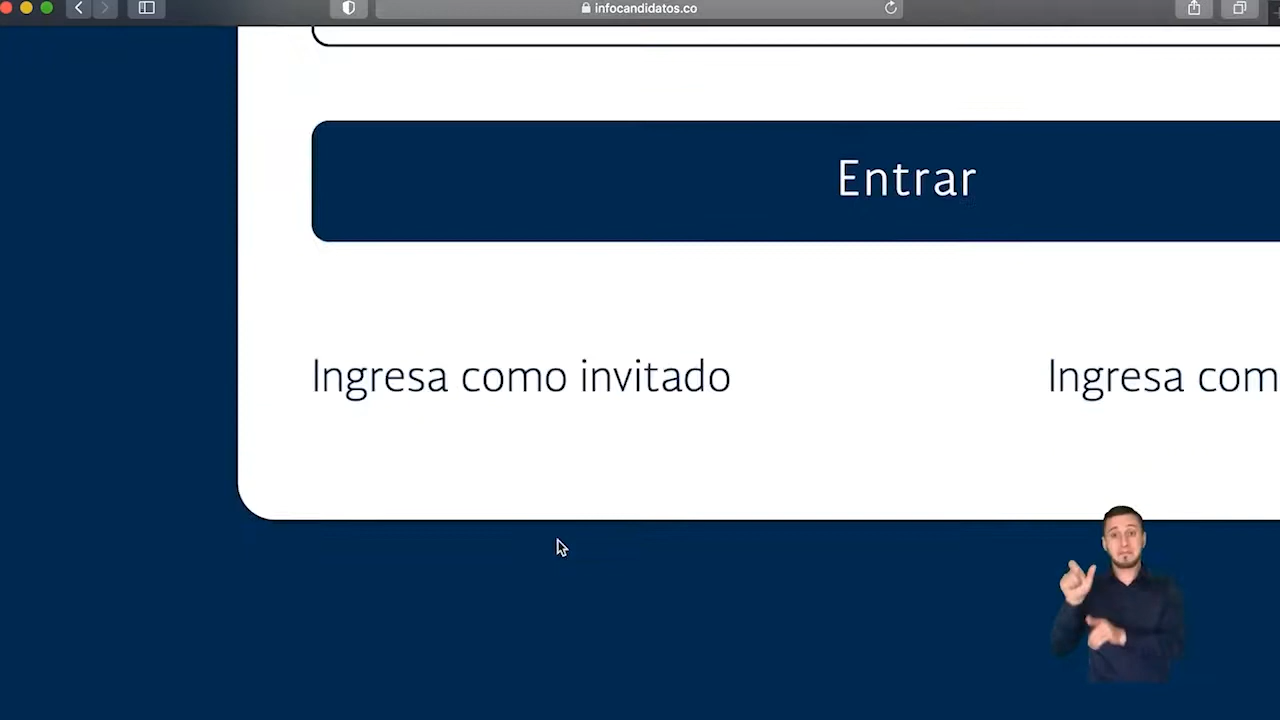 infocandidatos.co
Entrar
Ingresa como invitado
Ingresa com